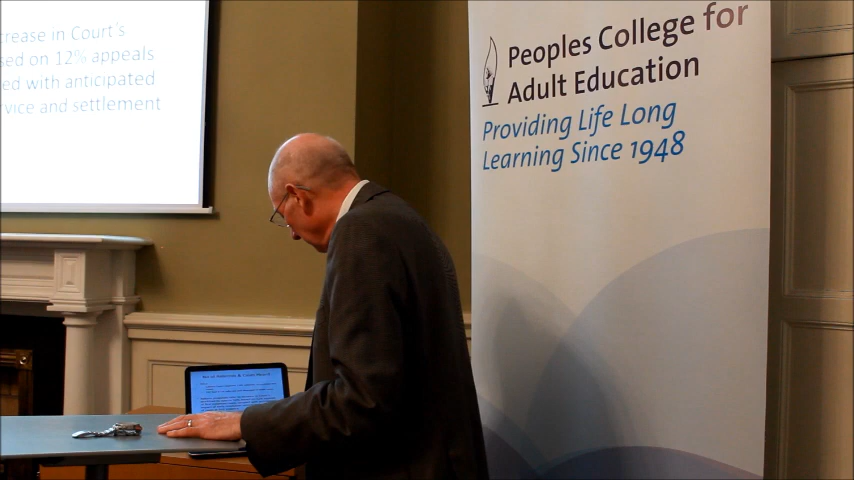 crease in Court's
sed on 12% appeals
ed with anticipated
rvice and settlement
Peoples College for
Adult Education
Providing Life Long
Learning Since 1948